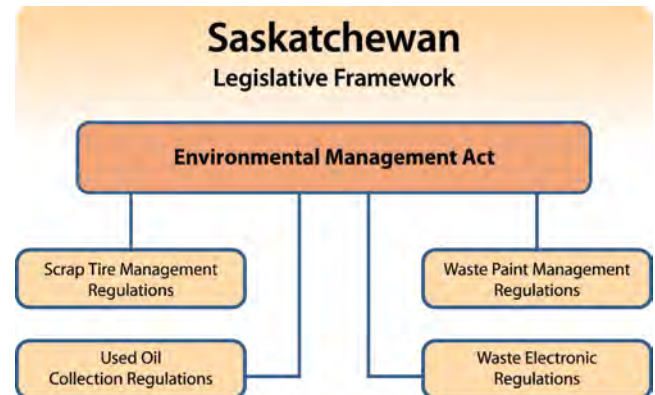 Saskatchewan
Legislative Framework
Environmental Management Act
Scrap Tire Management
Regulations
Waste Paint Management
Regulations
Used Oil
Collection Regulations
Waste Electronic
Regulations